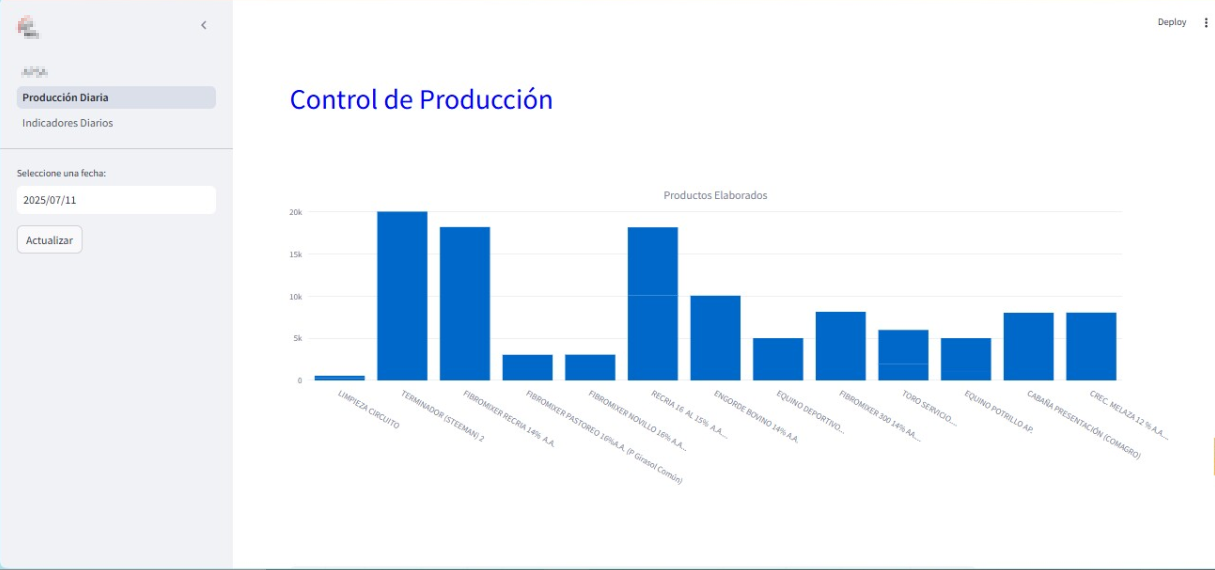 Deploy
Producción Diaria
Indicadores Diarios
Seleccione una fecha:
2025/07/11
Actualizar
Control de Producción
Productos Elaborados
20k
15k
10k
5k
0
LIMPIEZA CIRCUITO
TERMINADOR (STEEMAN) 2
FIBROMIXER RECRIA 14% A.A.
FIBROMIXER PASTOREO 16%A.A. (P Girasol Común)
FIBROMIXER NOVILLO 16% A.A...
RECRIA 16 AL 15% A.A....
ENGORDE BOVINO 14% A.A.
EQUINO DEPORTIVO...
FIBROMIXER 300 14% AA....
TORO SERVICIO....
EQUINO POTRILLO AP.
CABAÑA PRESENTACIÓN (COMAGRO)
CREC. MELAZA 12 % A.A....